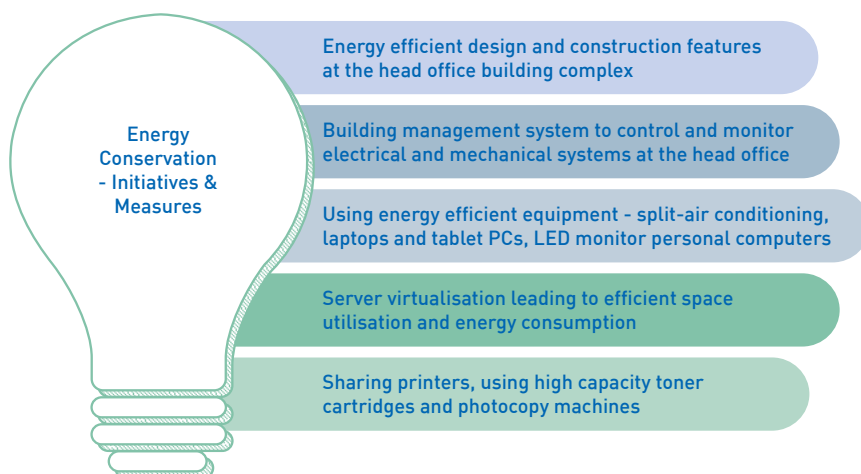 Energy
Conservation
- Initiatives &
Measures
Energy efficient design and construction features
at the head office building complex
Building management system to control and monitor
electrical and mechanical systems at the head office
Using energy efficient equipment - split-air conditioning,
laptops and tablet PCs, LED monitor personal computers
Server virtualisation leading to efficient space
utilisation and energy consumption
Sharing printers, using high capacity toner
cartridges and photocopy machines